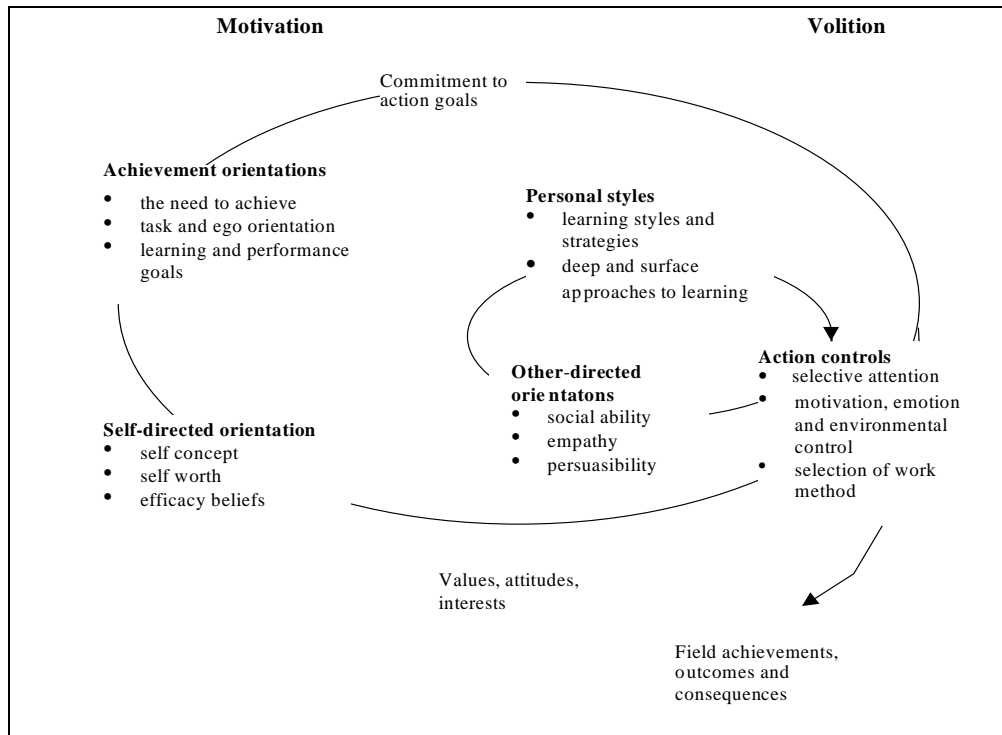 Motivation
Volition
Commitment to
action goals
Achievement orientations
• the need to achieve
• task and ego orientation
• learning and performance
goals
Personal styles
• learning styles and
strategies
• deep and surface
approaches to learning
Other-directed
orientatons
• social ability
• empathy
• persuasibility
Action controls
• selective attention
• motivation, emotion
and environmental
control
• selection of work
method
Self-directed orientation
• self concept
• self worth
• efficacy beliefs
Values, attitudes,
interests
Field achievements,
outcomes and
consequences